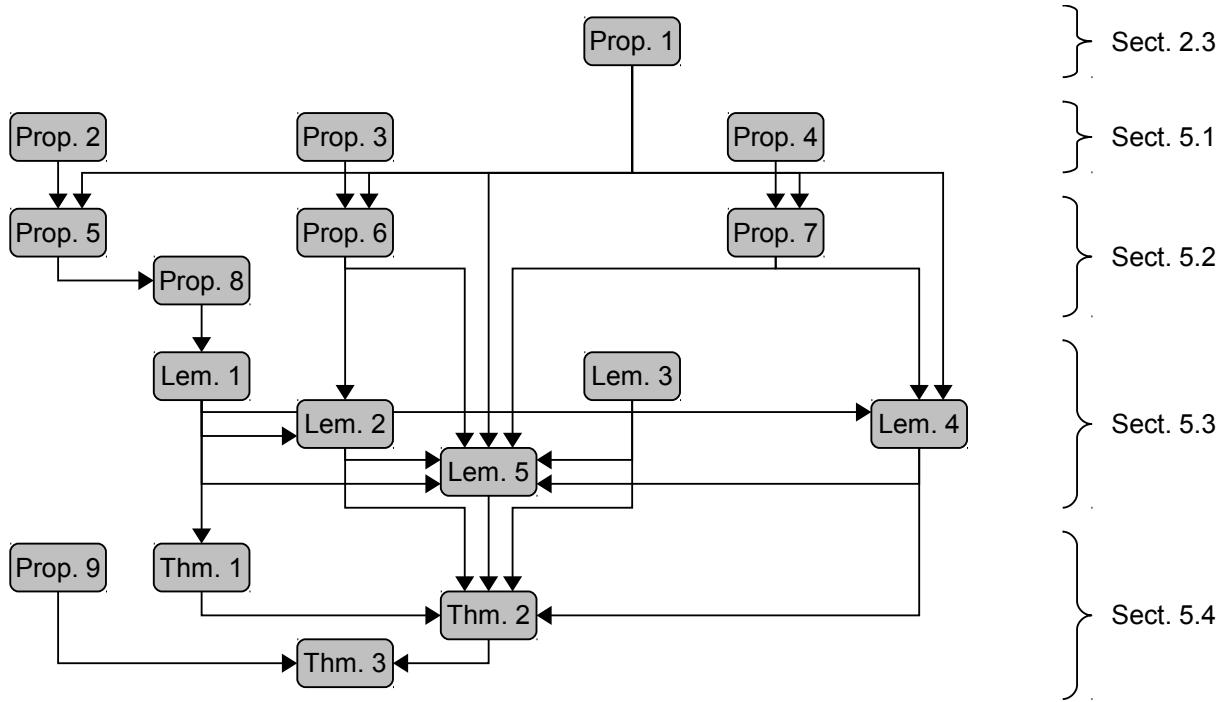 Prop. 1
Sect. 2.3
Prop. 2
Prop. 3
Prop. 4
Sect. 5.1
Prop. 5
Prop. 6
Prop. 7
Sect. 5.2
Prop. 8
Lem. 1
Lem. 3
Lem. 2
Lem. 4
Sect. 5.3
Lem. 5
Prop. 9
Thm. 1
Thm. 2
Sect. 5.4
Thm. 3